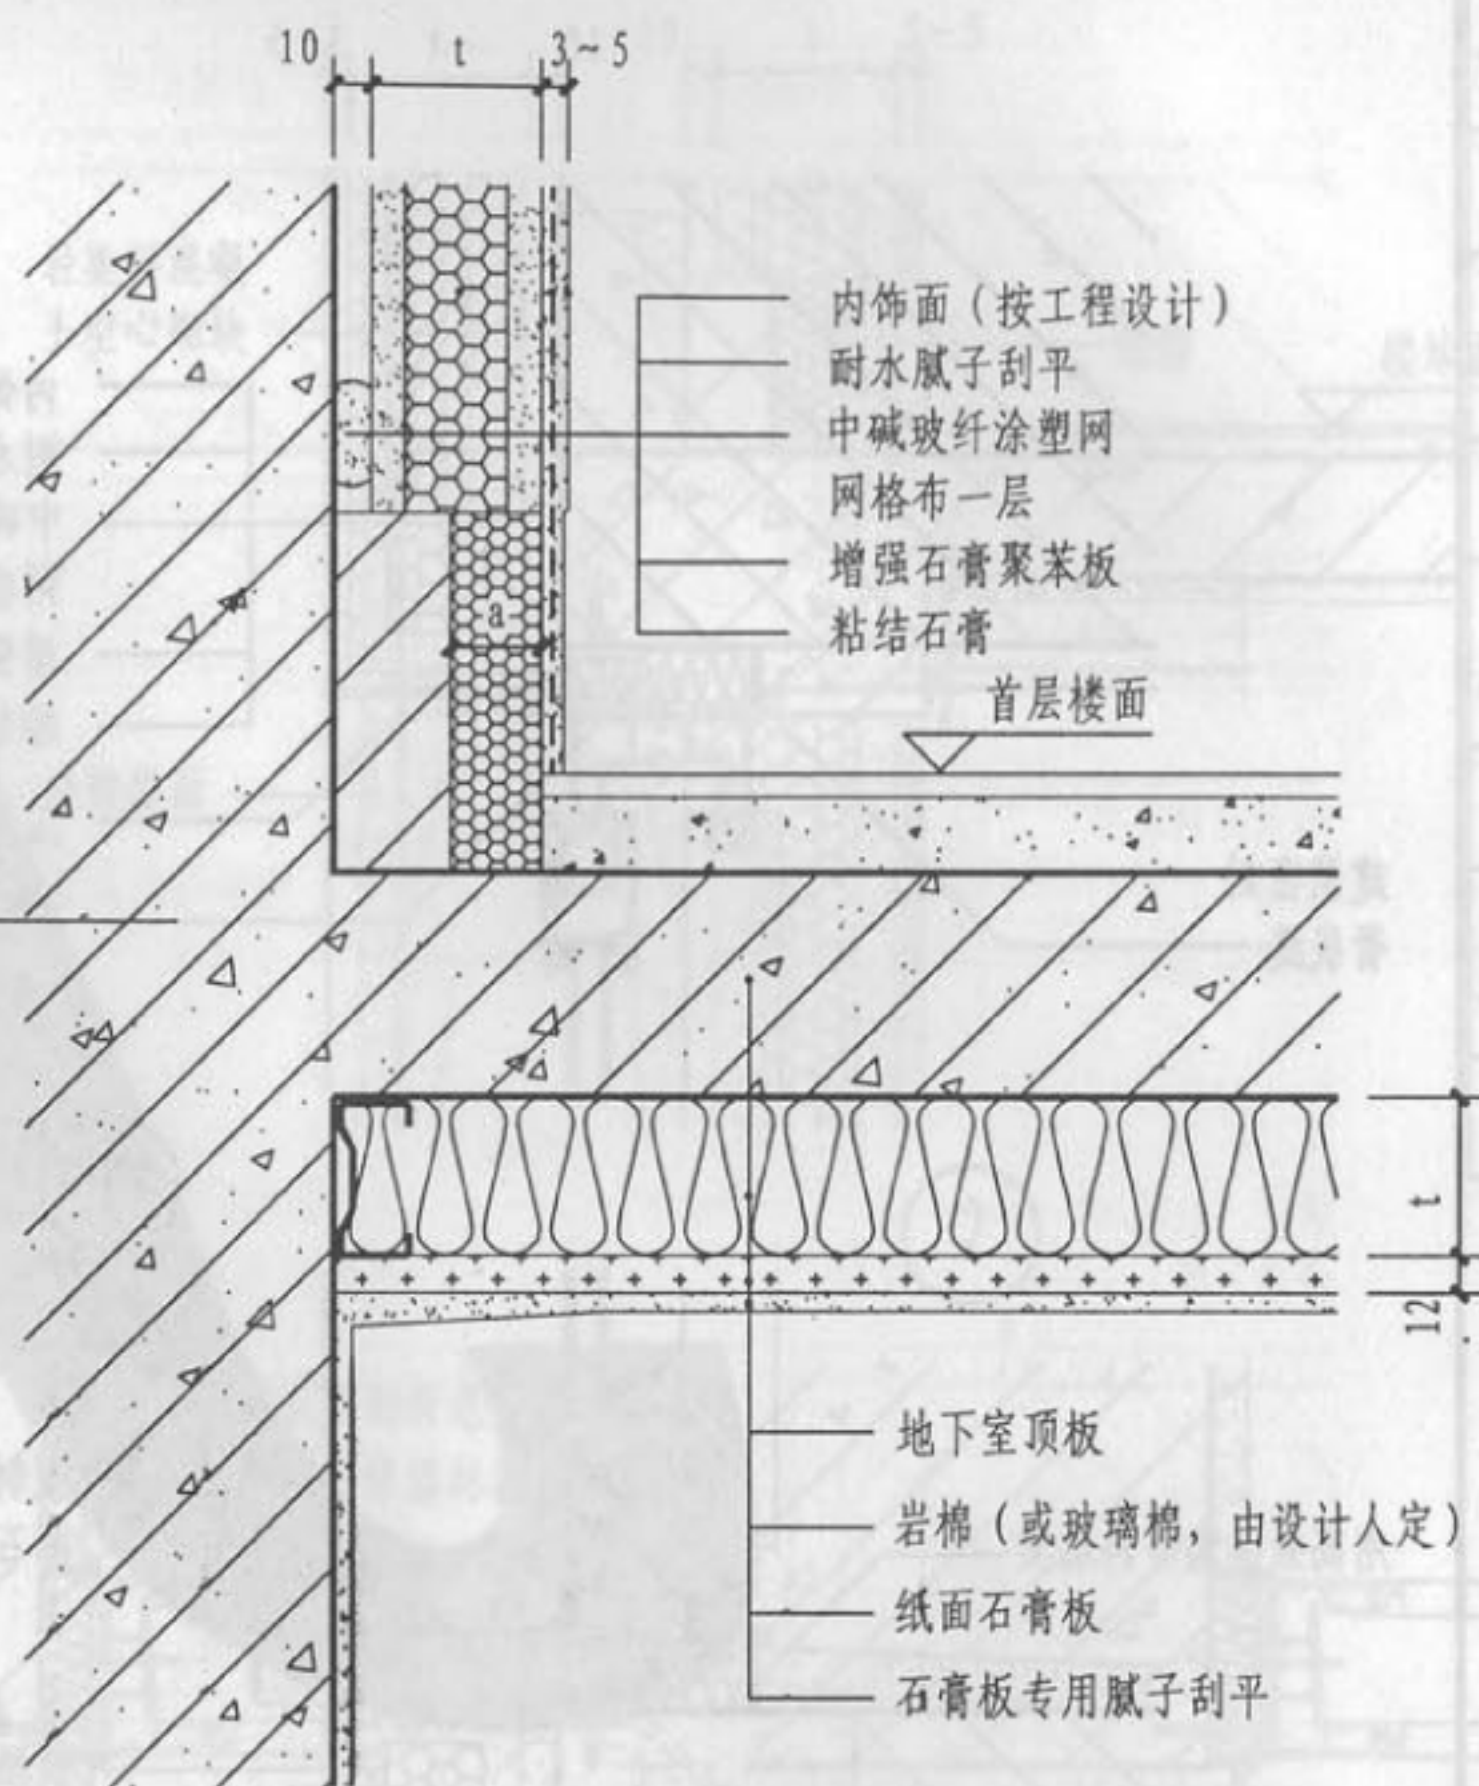 10 t 3~5
内饰面（按工程设计）
耐水腻子刮平
中碱玻纤涂塑网
网格布一层
增强石膏聚苯板
a
粘结石膏
首层楼面
t
12
地下室顶板
岩棉（或玻璃棉，由设计人定）
纸面石膏板
石膏板专用腻子刮平